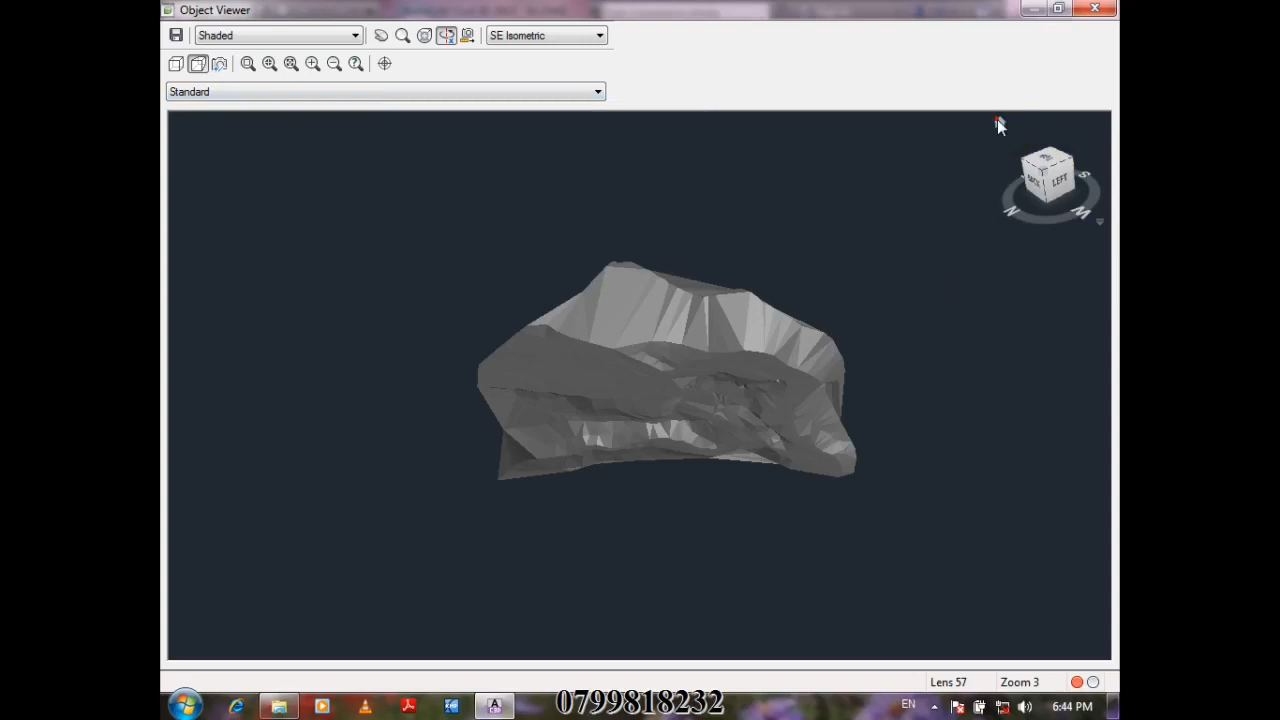 Object Viewer
Shaded
SE Isometric
Standard
LEFT
N
S
Lens 57
Zoom 3
0799818232
EN
6:44 PM